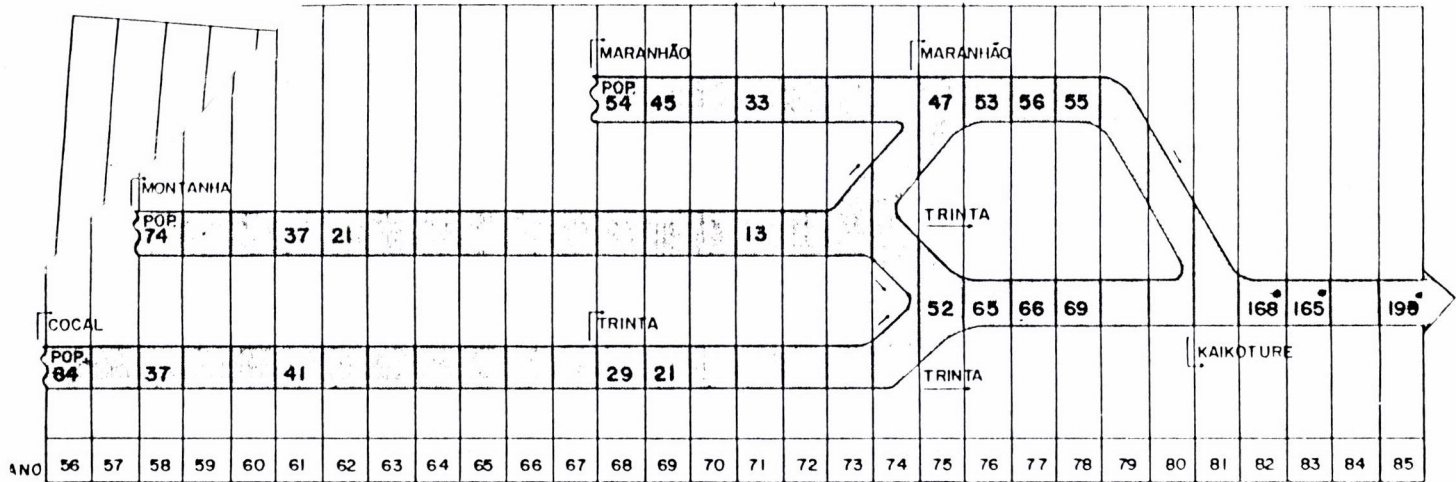 MARANHÃO MARANHÃO
POP.
54 45 33 47 53 56 55
MONTANHA
POP.
74 37 21 13
TRINTA
52 65 66 69 168 165
COCAL TRINTA
KAIKOTURE
POP.
84 37 41 29 21 TRINTA
ANO 56 57 58 59 60 61 62 63 64 65 66 67 68 69 70 71 72 73 74 75 76 77 78 79 80 81 82 83 84 85